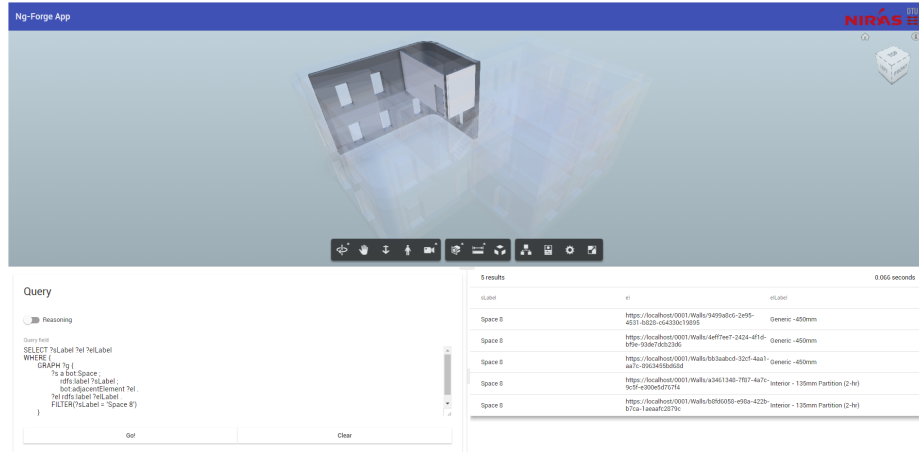 Ng-Forge App
NIRAS
DTU
TOP
Query
Reasoning
Query field
SELECT ?sLabel ?el ?elLabel
WHERE {
GRAPH ?g {
?s a bot:Space ;
rdfs:label ?sLabel ;
bot:adjacentElement ?el .
?el rdfs:label ?elLabel .
FILTER(?sLabel = 'Space 8')
}
Go!
Clear
5 results
0.066 seconds
sLabel
el
elLabel
Space 8
https://localhost/0001/Walls/9499a8c6-2e95-
4531-b828-c64330c19895
Generic -450mm
Space 8
https://localhost/0001/Walls/4eff7ee7-2424-4f1d-
bf9e-93de7dcb23d6
Generic -450mm
Space 8
https://localhost/0001/Walls/bb3aabcd-32cf-4aa1-
aa7c-8963455bd68d
Generic -450mm
Space 8
https://localhost/0001/Walls/a3461348-7f87-4a7c-
9c5f-e300e5d767f4
Interior - 135mm Partition (2-hr)
Space 8
https://localhost/0001/Walls/b8fd6058-e98a-422b-
b7ca-1aeaafc2879c
Interior - 135mm Partition (2-hr)